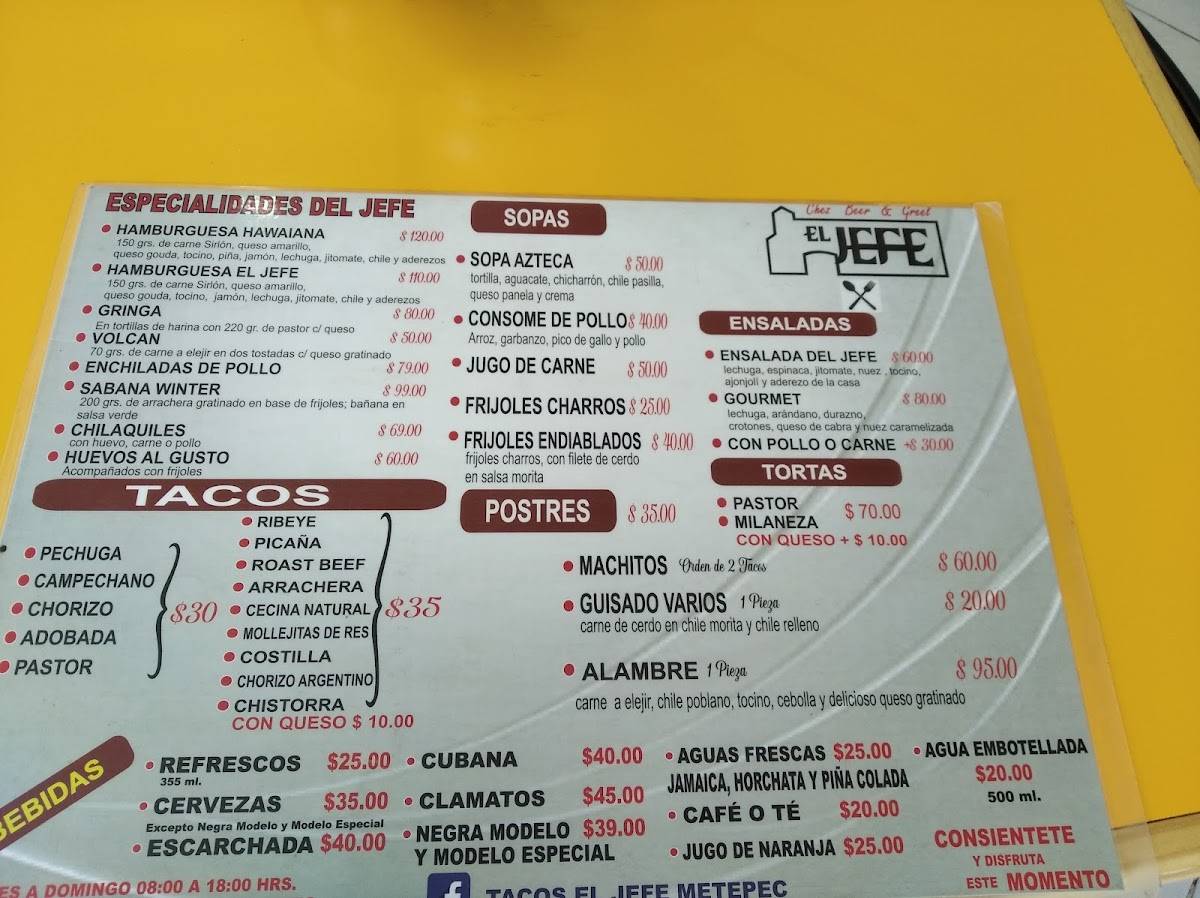 ESPECIALIDADES DEL JEFE
HAMBURGUESA HAWAIANA $ 120.00
150 grs. de carne Sirlón, queso amarillo,
queso gouda, tocino, piña, jamón, lechuga, jitomate, chile y aderezos
HAMBURGUESA EL JEFE $ 110.00
150 grs. de carne Sirlón, queso amarillo,
queso gouda, tocino, jamón, lechuga, jitomate, chile y aderezos
GRINGA $ 80.00
En tortillas de harina con 220 gr. de pastor c/ queso
VOLCAN $ 50.00
70 grs. de carne a elejir en dos tostadas c/ queso gratinado
ENCHILADAS DE POLLO $ 79.00
SABANA WINTER $ 99.00
200 grs. de arrachera gratinado en base de frijoles; bañana en
salsa verde
CHILAQUILES $ 69.00
con huevo, carne o pollo
HUEVOS AL GUSTO $ 60.00
Acompañados con frijoles
SOPAS
SOPA AZTECA $ 50.00
tortilla, aguacate, chicharrón, chile pasilla,
queso panela y crema
CONSOME DE POLLO $ 40.00
Arroz, garbanzo, pico de gallo y pollo
JUGO DE CARNE $ 50.00
FRIJOLES CHARROS $ 25.00
FRIJOLES ENDIABLADOS $ 40.00
frijoles charros, con filete de cerdo
en salsa morita
POSTRES $ 35.00
Chez Beer & Greet
EL JEFE
ENSALADAS
ENSALADA DEL JEFE $ 60.00
lechuga, espinaca, jitomate, nuez , tocino,
ajonjoll y aderezo de la casa
GOURMET $ 80.00
lechuga, arándano, durazno,
crotones, queso de cabra y nuez caramelizada
CON POLLO O CARNE +$ 30.00
TORTAS
PASTOR
MILANEZA $ 70.00
CON QUESO + $ 10.00
TACOS
PECHUGA
CAMPECHANO
CHORIZO
ADOBADA
PASTOR
$30
RIBEYE
PICAÑA
ROAST BEEF
ARRACHERA
CECINA NATURAL
MOLLEJITAS DE RES
COSTILLA
CHORIZO ARGENTINO
CHISTORRA
$35
CON QUESO $ 10.00
MACHITOS Orden de 2 Tacos $ 60.00
GUISADO VARIOS 1 Pieza $ 20.00
carne de cerdo en chile morita y chile relleno
ALAMBRE 1 Pieza $ 95.00
carne a elejir, chile poblano, tocino, cebolla y delicioso queso gratinado
BEBIDAS
REFRESCOS $25.00
355 ml.
CERVEZAS $35.00
Excepto Negra Modelo y Modelo Especial
ESCARCHADA $40.00
CUBANA $40.00
CLAMATOS $45.00
NEGRA MODELO $39.00
Y MODELO ESPECIAL
AGUAS FRESCAS $25.00
JAMAICA, HORCHATA Y PIÑA COLADA
CAFÉ O TÉ $20.00
JUGO DE NARANJA $25.00
AGUA EMBOTELLADA
$20.00
500 ml.
CONSIENTETE
Y DISFRUTA
ESTE MOMENTO
ES A DOMINGO 08:00 A 18:00 HRS.
f TACOS EL JEFE METEPEC